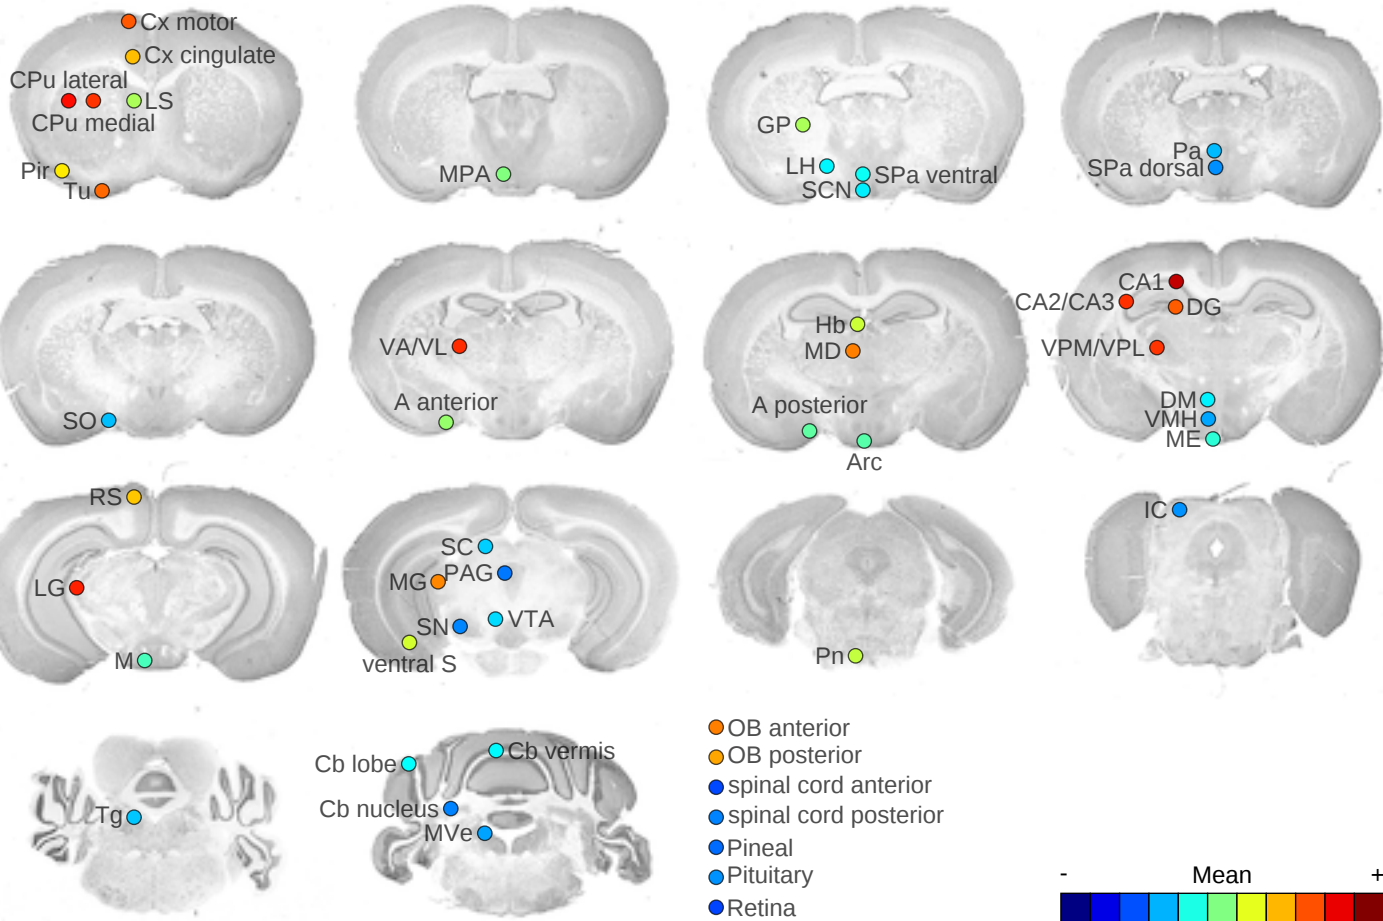 Cx motor
Cx cingulate
CPu lateral
LS
CPu medial
Pir
Tu
MPA
GP
LH
SPa ventral
SCN
Pa
SPa dorsal
SO
VA/VL
A anterior
Hb
MD
A posterior
Arc
CA1
CA2/CA3
DG
VPM/VPL
DM
VMH
ME
RS
LG
M
SC
PAG
MG
VTA
SN
ventral S
Pn
IC
Tg
Cb lobe
Cb vermis
Cb nucleus
MVe
OB anterior
OB posterior
spinal cord anterior
spinal cord posterior
Pineal
Pituitary
Retina
- Mean +